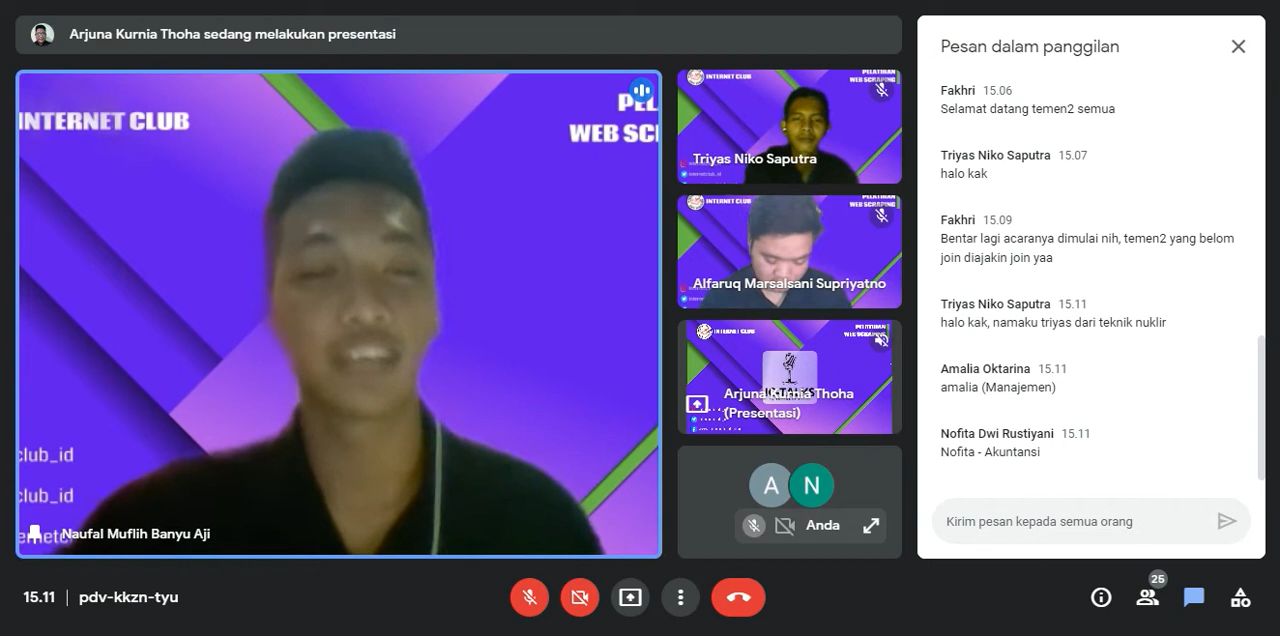 Arjuna Kurnia Thoha sedang melakukan presentasi
INTERNET CLUB
PEL
WEB SCR
club_id
club_id
Naufal Muflih Banyu Aji
INTERNET CLUB
PELATIHAN
WEB SCRAPING
Triyas Niko Saputra
internetclub_id
INTERNET CLUB
PELATIHAN
WEB SCRAPING
Alfaruq Marsalsani Supriyatno
INTERNET CLUB
PELATIHAN
Arjuna Kurnia Thoha
(Presentasi)
A
N
Anda
Pesan dalam panggilan
Fakhri 15.06
Selamat datang temen2 semua
Triyas Niko Saputra 15.07
halo kak
Fakhri 15.09
Bentar lagi acaranya dimulai nih, temen2 yang belom
join diajakin join yaa
Triyas Niko Saputra 15.11
halo kak, namaku triyas dari teknik nuklir
Amalia Oktarina 15.11
amalia (Manajemen)
Nofita Dwi Rustiyani 15.11
Nofita - Akuntansi
Kirim pesan kepada semua orang
15.11 | pdv-kkzn-tyu
25